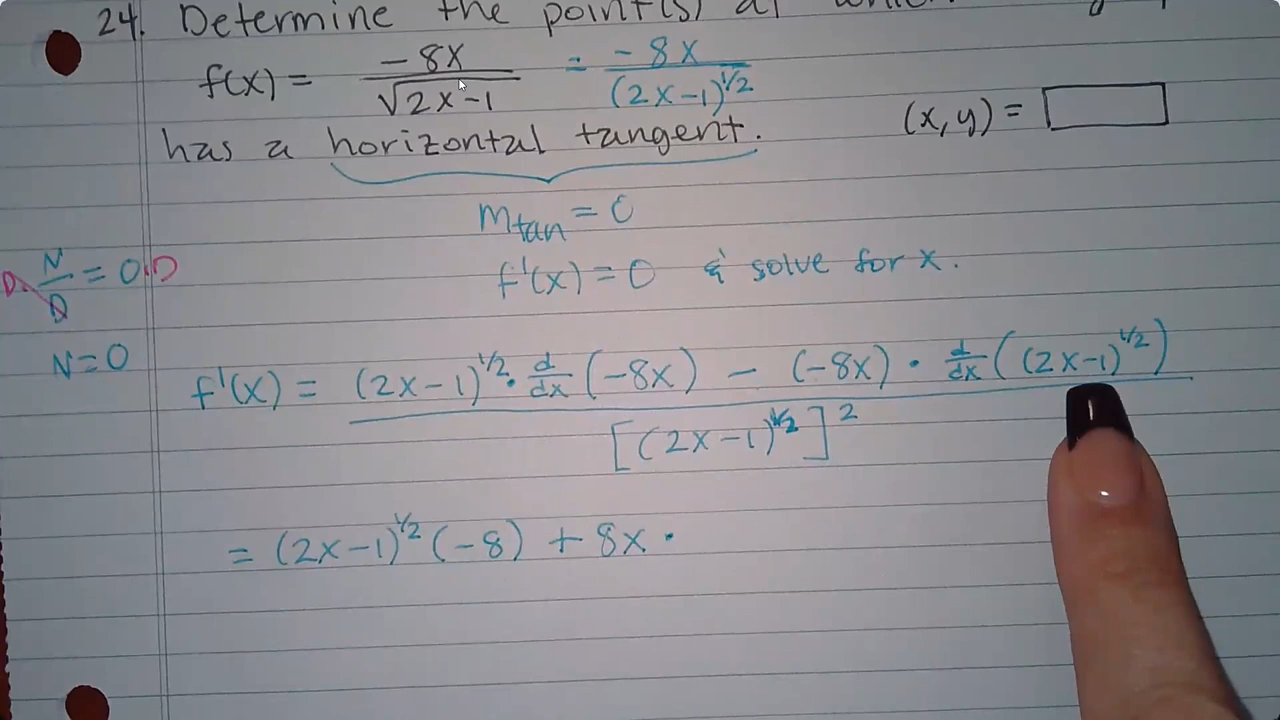 24. Determine the point(s) at
f(x) = -8x / √2x-1 = -8x / (2x-1)^1/2
(x,y) =
has a horizontal tangent.
m tan = 0
D. N/D = 0.D
f'(x) = 0 & solve for x.
N=0
f'(x) = (2x-1)^1/2 · d/dx (-8x) - (-8x) · d/dx ((2x-1)^1/2) / [(2x-1)^1/2]^2
= (2x-1)^1/2 (-8) + 8x ·